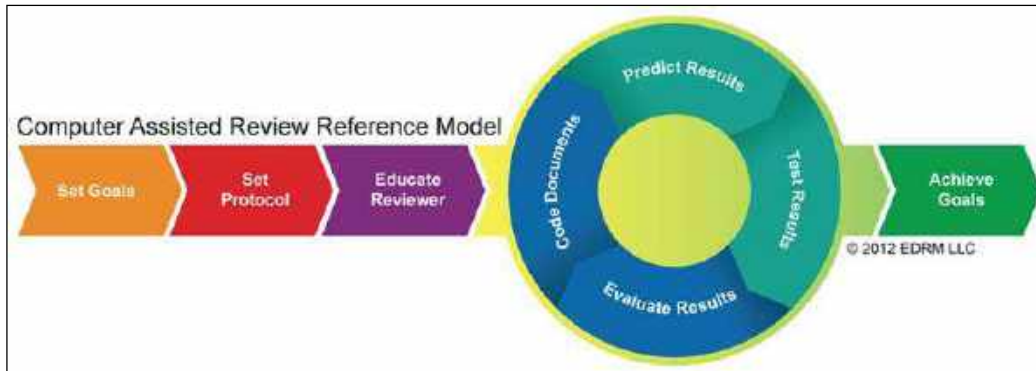 Computer Assisted Review Reference Model
Set Goals
Set
Protocol
Educate
Reviewer
Code Documents
Predict Results
Test Results
Evaluate Results
Achieve
Goals
© 2012 EDRM LLC